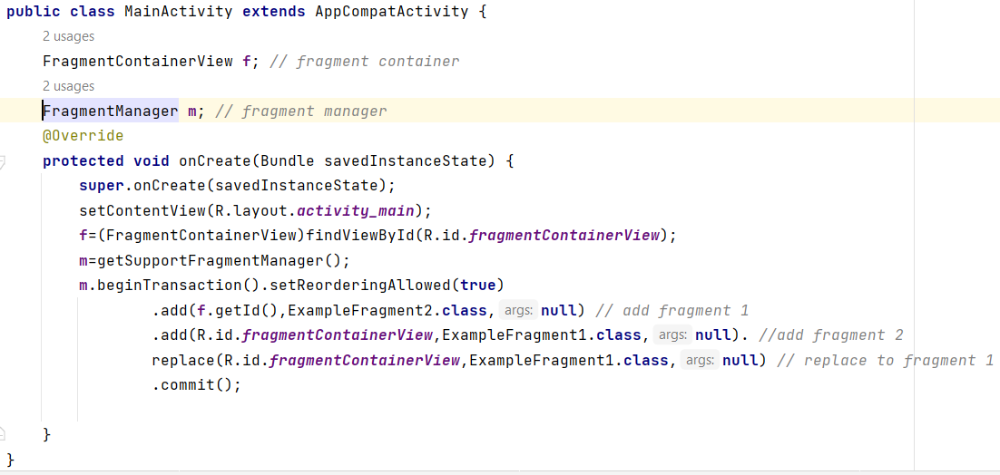 public class MainActivity extends AppCompatActivity {
2 usages
FragmentContainerView f; // fragment container
2 usages
FragmentManager m; // fragment manager
@Override
protected void onCreate(Bundle savedInstanceState) {
super.onCreate(savedInstanceState);
setContentView(R.layout.activity_main);
f=(FragmentContainerView)findViewById(R.id.fragmentContainerView);
m=getSupportFragmentManager();
m.beginTransaction().setReorderingAllowed(true)
.add(f.getId(),ExampleFragment2.class, args: null) // add fragment 1
.add(R.id.fragmentContainerView,ExampleFragment1.class, args: null). //add fragment 2
replace(R.id.fragmentContainerView,ExampleFragment1.class, args: null) // replace to fragment 1
.commit();
}
}